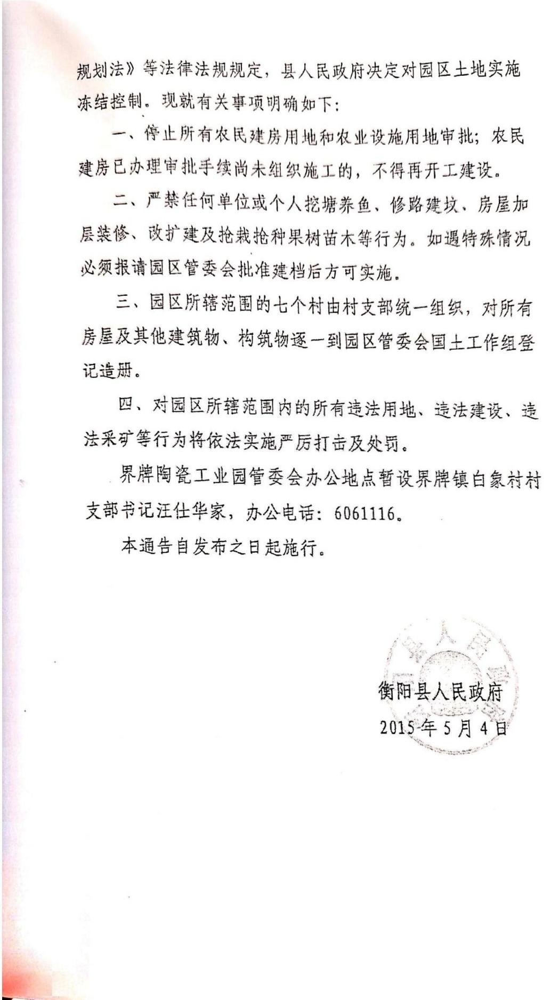 规划法》等法律法规规定，县人民政府决定对园区土地实施
冻结控制。现就有关事项明确如下：
一、停止所有农民建房用地和农业设施用地审批；农民
建房已办理审批手续尚未组织施工的，不得再开工建设。
二、严禁任何单位或个人挖塘养鱼、修路建坟、房屋加
层装修、改扩建及抢栽抢种果树苗木等行为。如遇特殊情况
必须报请园区管委会批准建档后方可实施。
三、园区所辖范围的七个村由村支部统一组织，对所有
房屋及其他建筑物、构筑物逐一到园区管委会国土工作组登
记造册。
四、对园区所辖范围内的所有违法用地、违法建设、违
法采矿等行为将依法实施严厉打击及处罚。
界牌陶瓷工业园管委会办公地点暂设界牌镇白象村村
支部书记汪仕华家，办公电话：6061116。
本通告自发布之日起施行。
县人民政
衡阳县人民政府
2015年5月4日